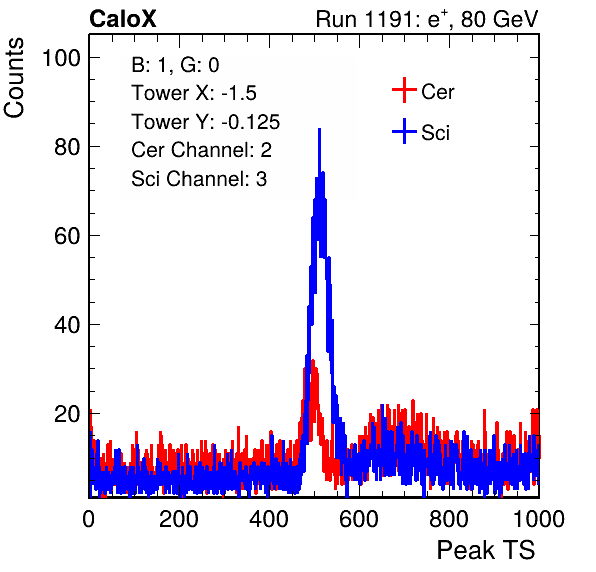 CaloX
Run 1191: e+, 80 GeV
Counts
100
80
60
40
20
B: 1, G: 0
Tower X: -1.5
Tower Y: -0.125
Cer Channel: 2
Sci Channel: 3
Cer
Sci
0 200 400 600 800 1000
Peak TS